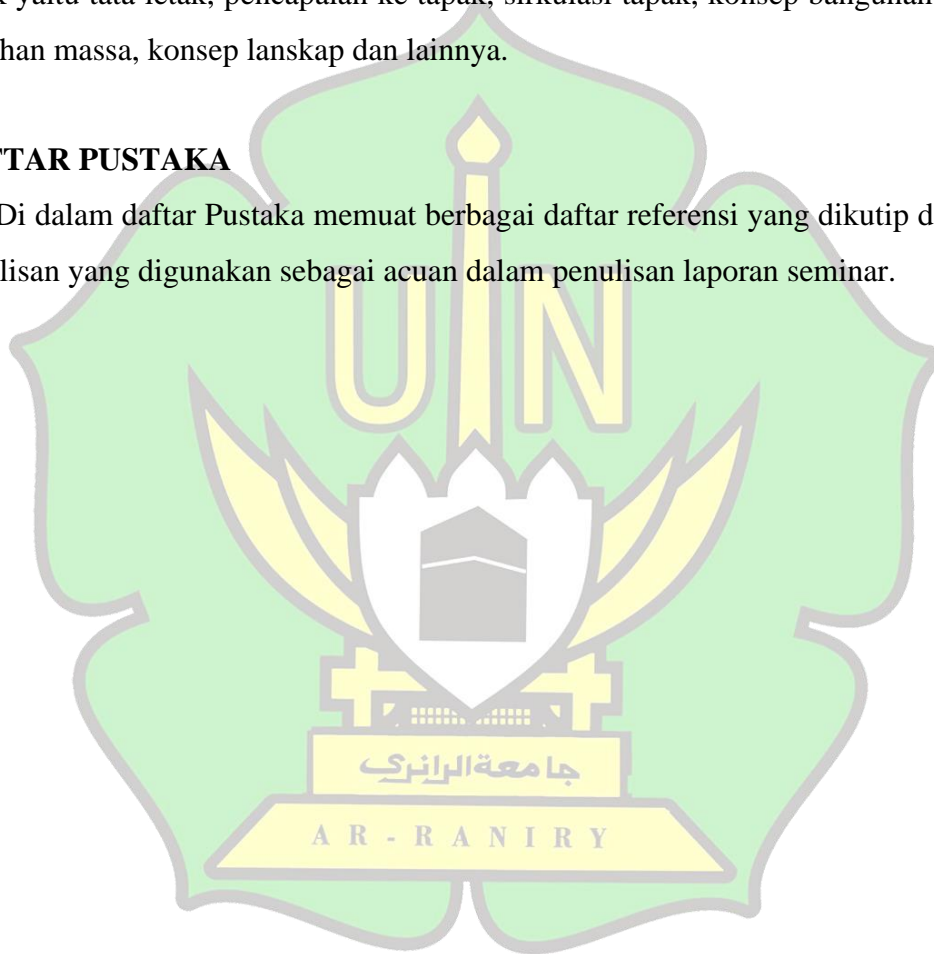 yaitu tata letak, pencapaian ke tapak, sirkulasi tapak, konsep bangunan
han massa, konsep lanskap dan lainnya.
TAR PUSTAKA
Di dalam daftar Pustaka memuat berbagai daftar referensi yang dikutip d
lisan yang digunakan sebagai acuan dalam penulisan laporan seminar.
UIN
جامعة الرانري
AR-RANIRY